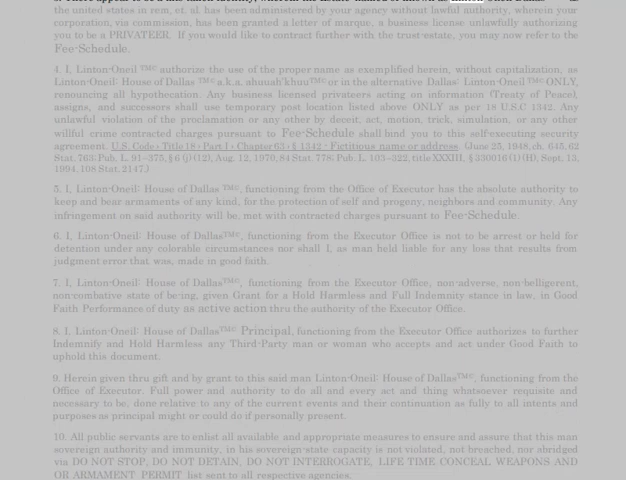 the united states in rem, et. al. has been administered by your agency without lawful authority, wherein your
corporation, via commission, has been granted a letter of marque, a business license unlawfully authorizing
you to be a PRIVATEER. If you would like to contract further with the trust-estate, you may now refer to the
Fee-Schedule.
4. I, Linton-Oneil: House of Dallas ™© authorize the use of the proper name as exemplified herein, without capitalization, as
Linton-Oneil: House of Dallas ™© a.k.a. ahuuah'khuu™© or in the alternative Dallas: Linton-Oneil ™© ONLY,
renouncing all hypothecation. Any business licensed privateers acting on information (Treaty of Peace),
assigns, and successors shall use temporary post location listed above ONLY as per 18 U.S.C 1342. Any
unlawful violation of the proclamation or any other by deceit, act, motion, trick, simulation, or any other
willful crime contracted charges pursuant to Fee-Schedule shall bind you to this self-executing security
agreement. U.S. Code› Title 18 › Part I › Chapter 63 › § 1342 › Fictitious name or address (June 25, 1948, ch. 645, 62
Stat. 763; Pub. L. 91–375, § 6 (j) (12), Aug. 12, 1970, 84 Stat. 778; Pub. L. 103–322, title XXXIII, § 330016 (1) (H), Sept. 13,
1994, 108 Stat. 2147.)
5. I, Linton-Oneil: House of Dallas ™©, functioning from the Office of Executor has the absolute authority to
keep and bear armaments of any kind, for the protection of self and progeny, neighbors and community. Any
infringement on said authority will be, met with contracted charges pursuant to Fee-Schedule.
6. I, Linton-Oneil: House of Dallas™©, functioning from the Executor Office is not to be arrest or held for
detention under any colorable circumstances nor shall I, as man held liable for any loss that results from
judgment error that was, made in good faith.
7. I, Linton-Oneil: House of Dallas™©, functioning from the Executor Office, non-adverse, non-belligerent,
non-combative state of be-ing, given Grant for a Hold Harmless and Full Indemnity stance in law, in Good
Faith Performance of duty as active action thru the authority of the Executor Office.
8. I, Linton-Oneil: House of Dallas™© Principal, functioning from the Executor Office authorizes to further
Indemnify and Hold Harmless any Third-Party man or woman who accepts and act under Good Faith to
uphold this document.
9. Herein given thru gift and by grant to this said man Linton-Oneil: House of Dallas™©, functioning from the
Office of Executor. Full power and authority to do all and every act and thing whatsoever requisite and
necessary to be, done relative to any of the current events and their continuation as fully to all intents and
purposes as principal might or could do if personally present.
10. All public servants are to enlist all available and appropriate measures to ensure and assure that this man
sovereign authority and immunity, in his sovereign-state capacity is not violated, not breached, nor abridged
via DO NOT STOP, DO NOT DETAIN, DO NOT INTERROGATE, LIFE TIME CONCEAL WEAPONS AND
OR ARMAMENT PERMIT list sent to all respective agencies.